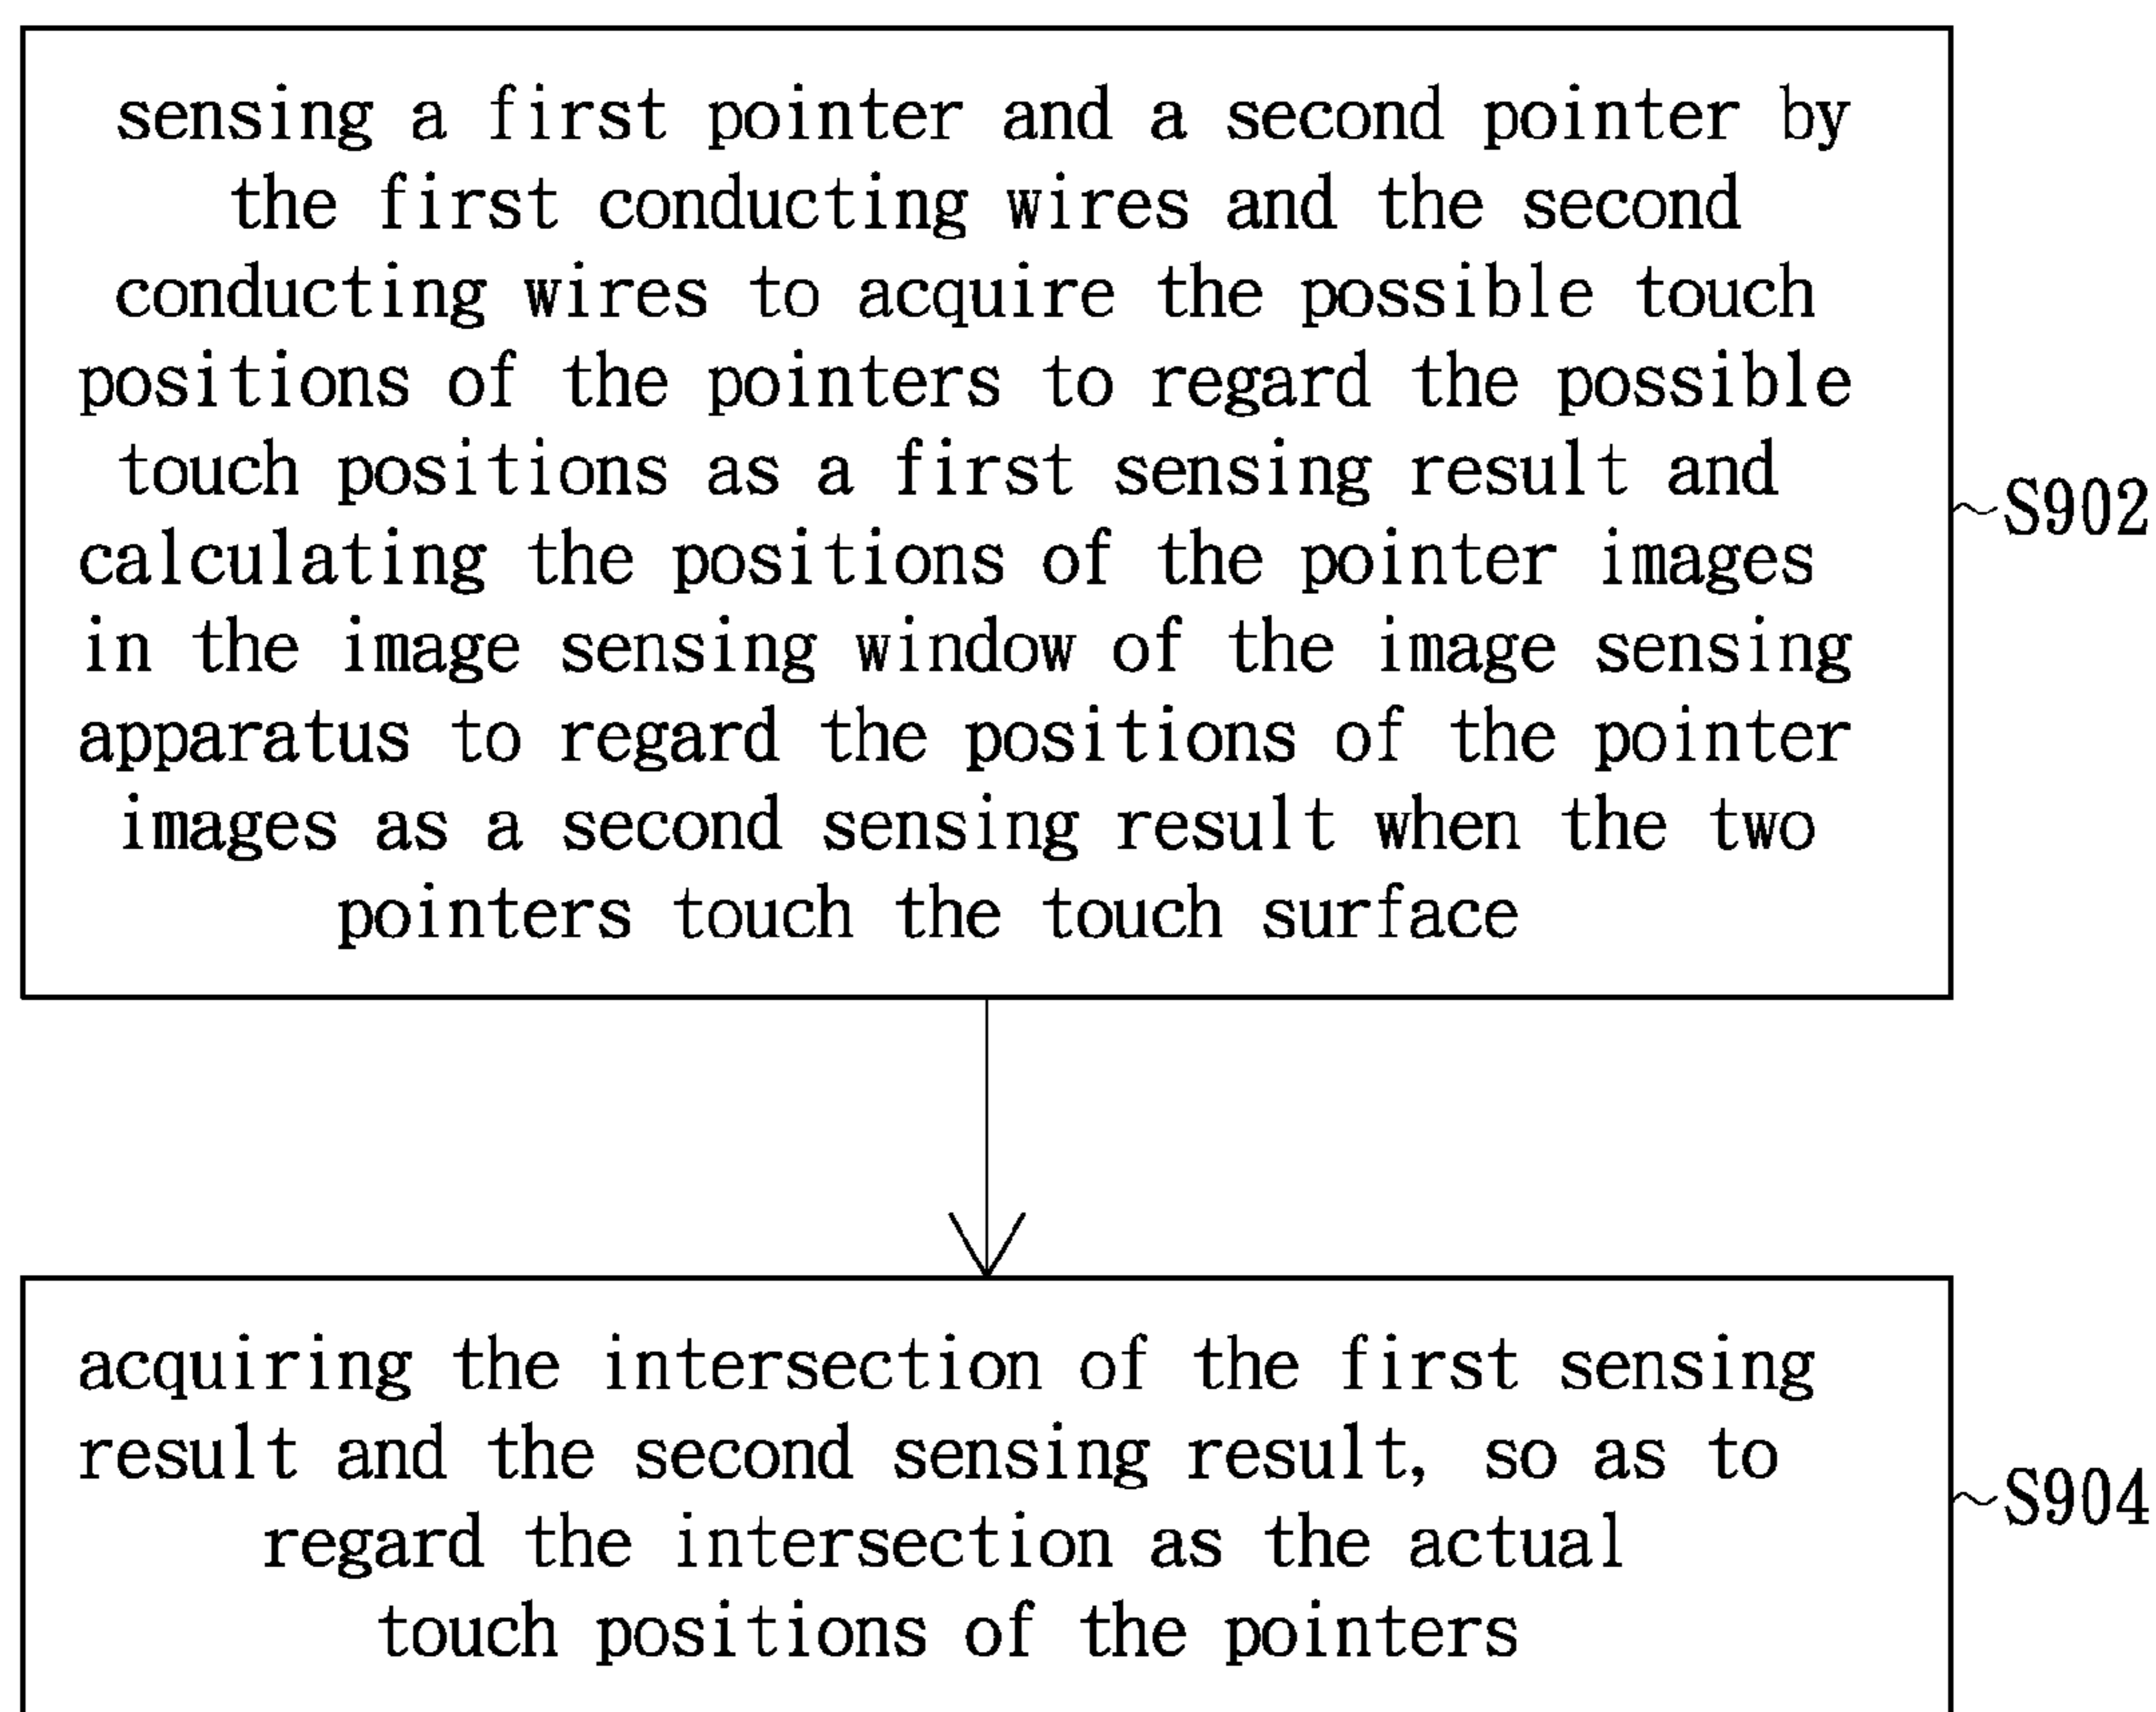 sensing a first pointer and a second pointer by
the first conducting wires and the second
conducting wires to acquire the possible touch
positions of the pointers to regard the possible
touch positions as a first sensing result and
calculating the positions of the pointer images
in the image sensing window of the image sensing
apparatus to regard the positions of the pointer
images as a second sensing result when the two
pointers touch the touch surface
~S902
acquiring the intersection of the first sensing
result and the second sensing result, so as to
regard the intersection as the actual
touch positions of the pointers
~S904